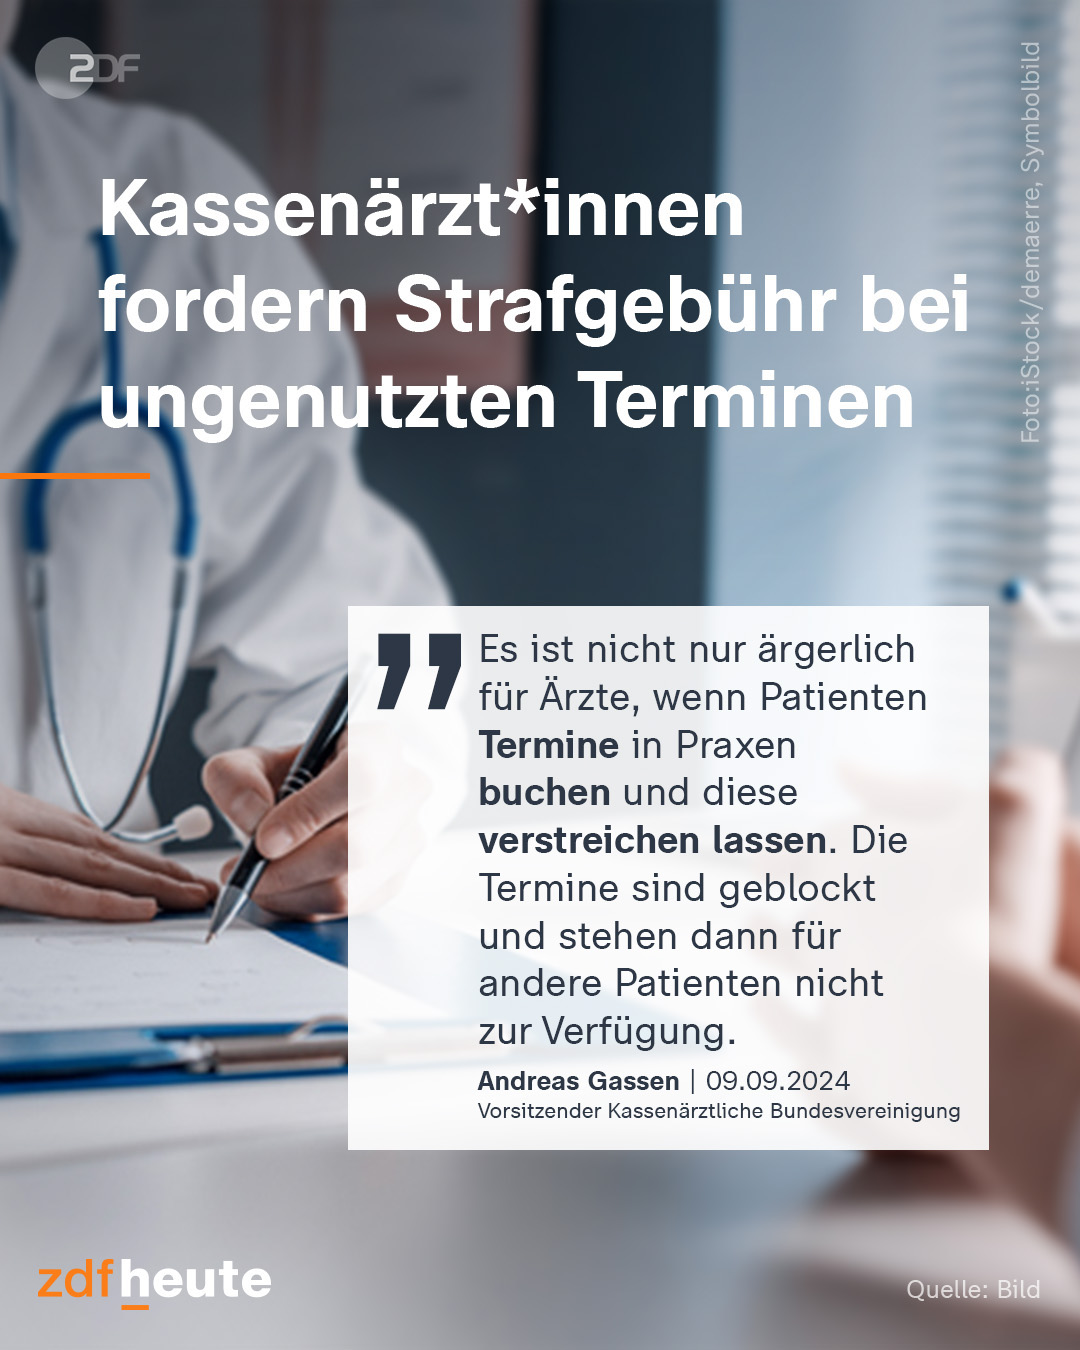 ZDF
Foto:iStock/demaerre, Symbolbild
Kassenärzt*innen
fordern Strafgebühr bei
ungenutzten Terminen
" Es ist nicht nur ärgerlich
für Ärzte, wenn Patienten
Termine in Praxen
buchen und diese
verstreichen lassen. Die
Termine sind geblockt
und stehen dann für
andere Patienten nicht
zur Verfügung.
Andreas Gassen | 09.09.2024
Vorsitzender Kassenärztliche Bundesvereinigung
zdfheute
Quelle: Bild